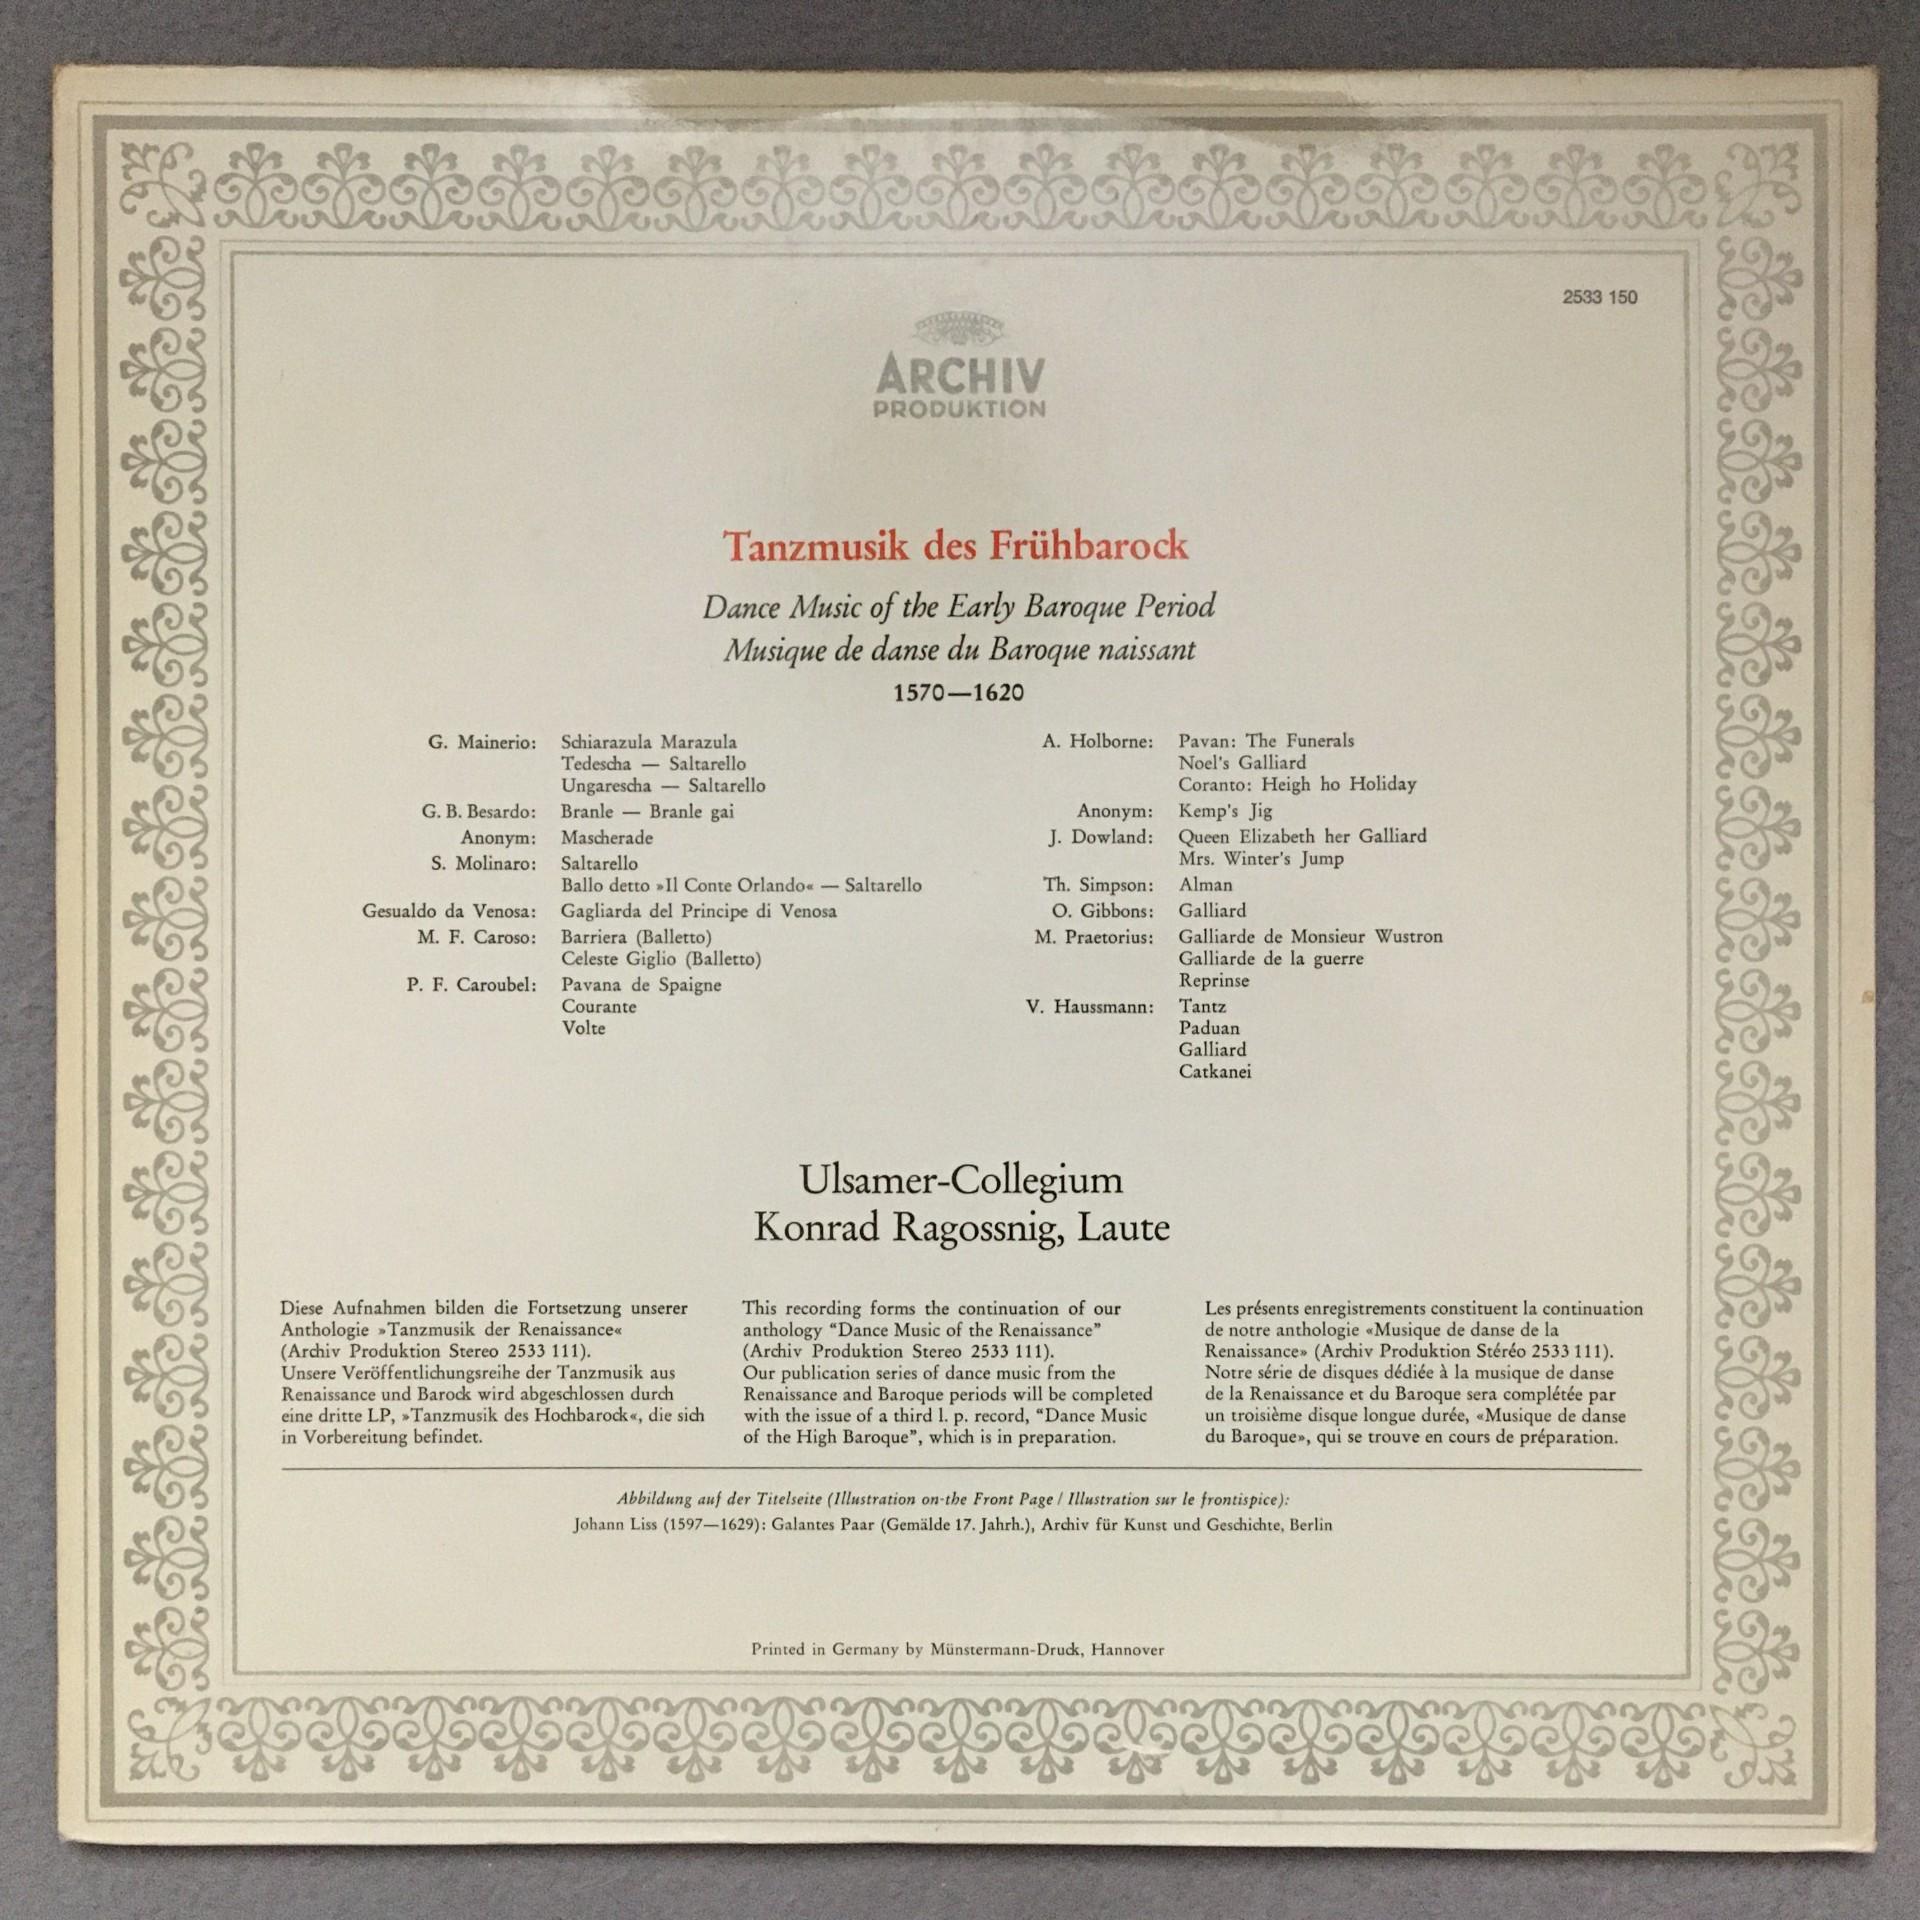 2533 150
ARCHIV
PRODUKTION
Tanzmusik des Frühbarock
Dance Music of the Early Baroque Period
Musique de danse du Baroque naissant
1570—1620
G. Mainerio: Schiarazula Marazula
Tedescha — Saltarello
Ungarescha — Saltarello
G. B. Besardo: Branle — Branle gai
Anonym: Mascherade
S. Molinaro: Saltarello
Ballo detto »Il Conte Orlando« — Saltarello
Gesualdo da Venosa: Gagliarda del Principe di Venosa
M. F. Caroso: Barriera (Balletto)
Celeste Giglio (Balletto)
P. F. Caroubel: Pavana de Spaigne
Courante
Volte
A. Holborne: Pavan: The Funerals
Noel's Galliard
Coranto: Heigh ho Holiday
Anonym: Kemp's Jig
J. Dowland: Queen Elizabeth her Galliard
Mrs. Winter's Jump
Th. Simpson: Alman
O. Gibbons: Galliard
M. Praetorius: Galliarde de Monsieur Wustron
Galliarde de la guerre
Reprinse
V. Haussmann: Tantz
Paduan
Galliard
Catkanei
Ulsamer-Collegium
Konrad Ragossnig, Laute
Diese Aufnahmen bilden die Fortsetzung unserer
Anthologie »Tanzmusik der Renaissance«
(Archiv Produktion Stereo 2533 111).
Unsere Veröffentlichungsreihe der Tanzmusik aus
Renaissance und Barock wird abgeschlossen durch
eine dritte LP, »Tanzmusik des Hochbarock«, die sich
in Vorbereitung befindet.
This recording forms the continuation of our
anthology “Dance Music of the Renaissance”
(Archiv Produktion Stereo 2533 111).
Our publication series of dance music from the
Renaissance and Baroque periods will be completed
with the issue of a third l. p. record, “Dance Music
of the High Baroque”, which is in preparation.
Les présents enregistrements constituent la continuation
de notre anthologie «Musique de danse de la
Renaissance» (Archiv Produktion Stéréo 2533 111).
Notre série de disques dédiée à la musique de danse
de la Renaissance et du Baroque sera complétée par
un troisième disque longue durée, «Musique de danse
du Baroque», qui se trouve en cours de préparation.
Abbildung auf der Titelseite (Illustration on-the Front Page / Illustration sur le frontispice):
Johann Liss (1597—1629): Galantes Paar (Gemälde 17. Jahrh.), Archiv für Kunst und Geschichte, Berlin
Printed in Germany by Münstermann-Druck, Hannover